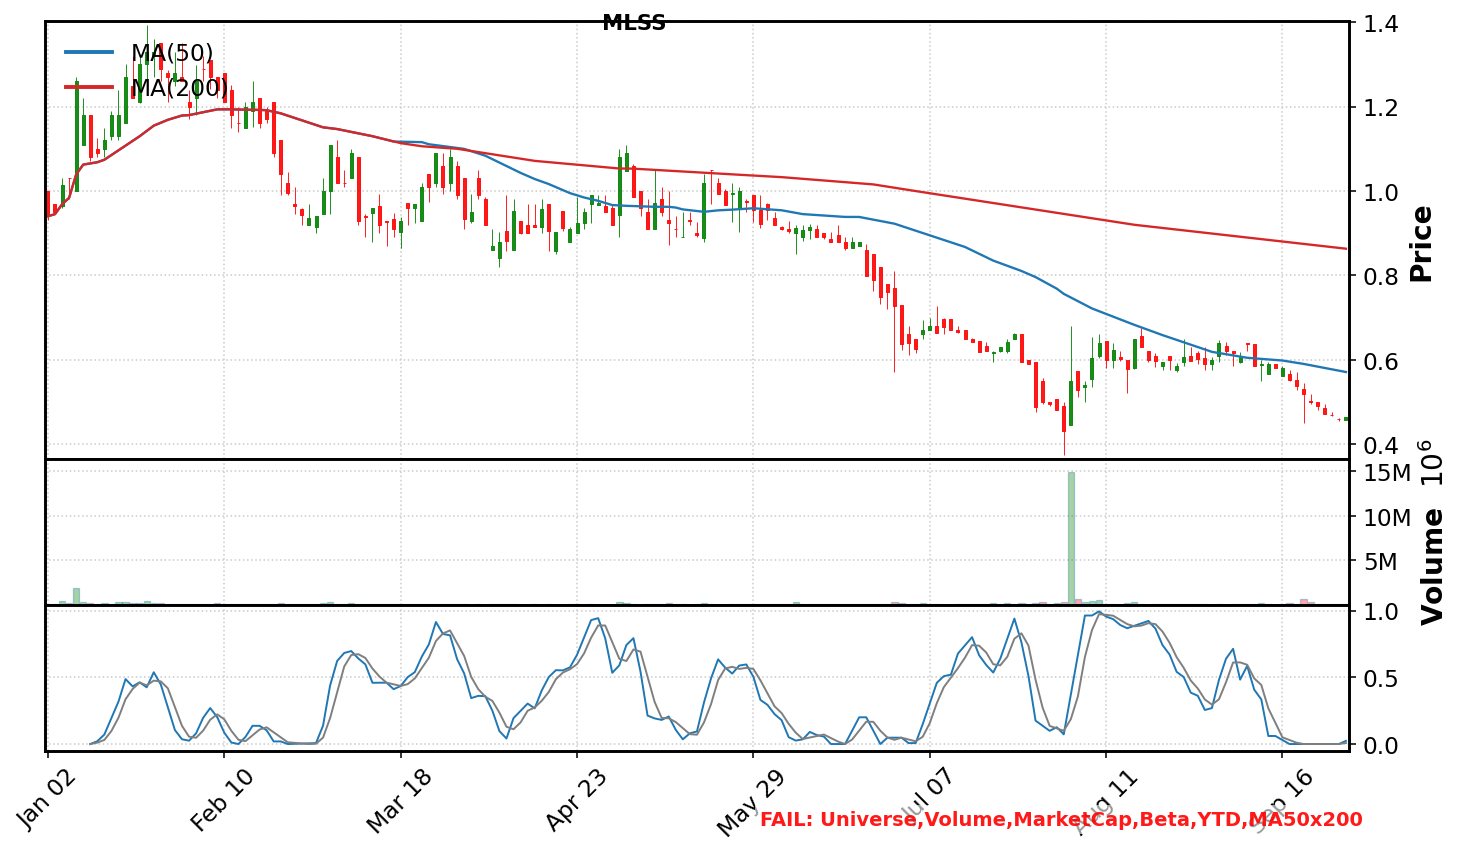 MLSS
MA(50)
MA(200)
1.4
1.2
1.0
0.8
0.6
0.4
Price
15M
10M
5M
Volume 10⁶
1.0
0.5
0.0
Jan 02
Feb 10
Mar 18
Apr 23
May 29
Jul 07
Aug 11
Sep 16
FAIL: Universe,Volume,MarketCap,Beta,YTD,MA50x200